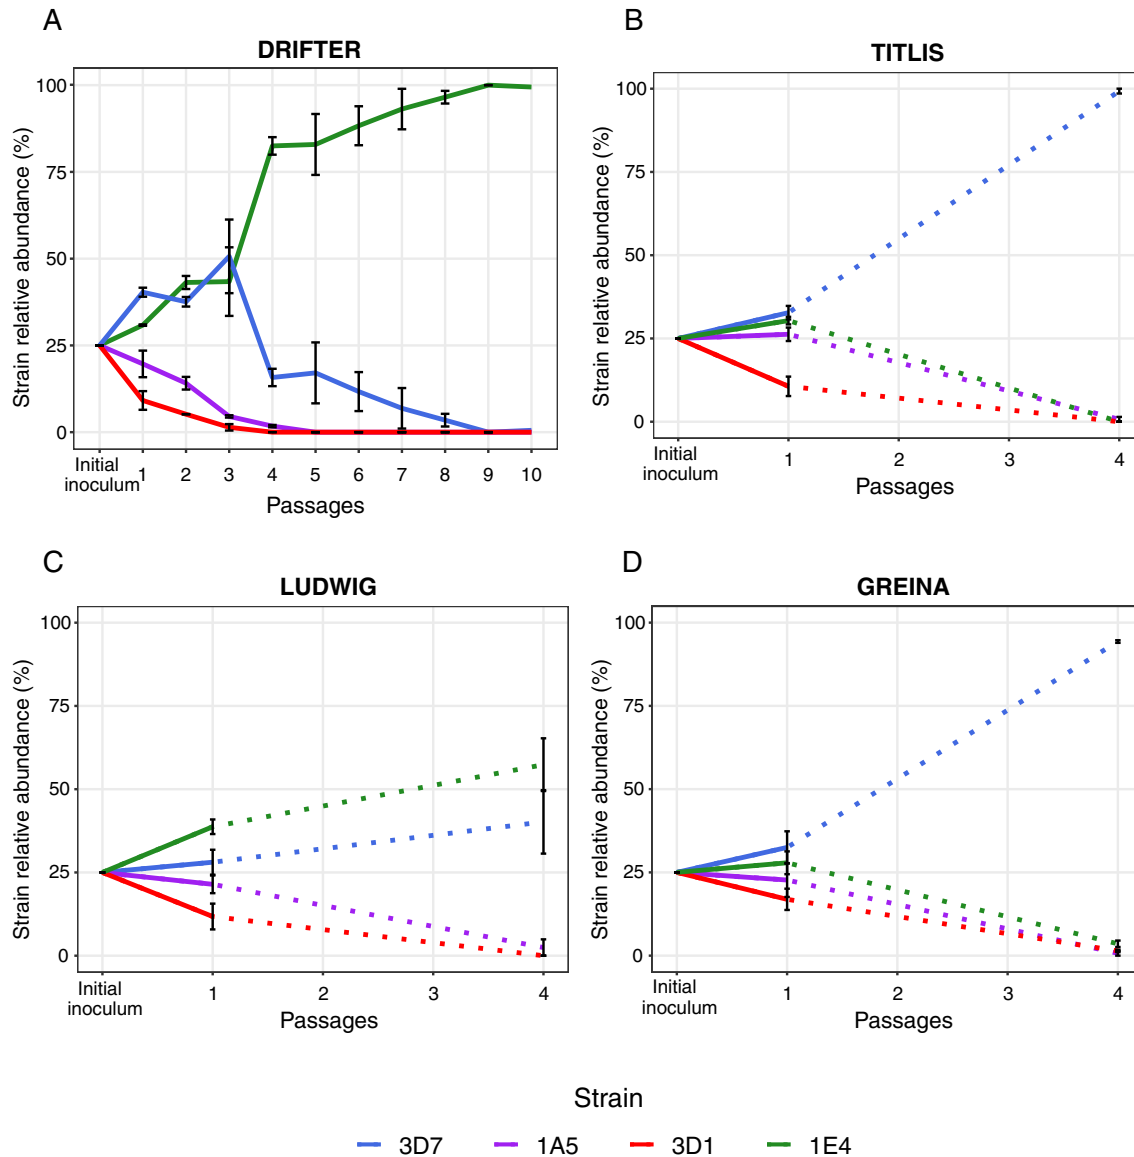 A
DRIFTER
Strain relative abundance (%)
100
75
50
25
0
Initial
inoculum
1 2 3 4 5 6 7 8 9 10
Passages
B
TITLIS
Strain relative abundance (%)
100
75
50
25
0
Initial
inoculum
1 2 3 4
Passages
C
LUDWIG
Strain relative abundance (%)
100
75
50
25
0
Initial
inoculum
1 2 3 4
Passages
D
GREINA
Strain relative abundance (%)
100
75
50
25
0
Initial
inoculum
1 2 3 4
Passages
Strain
3D7 1A5 3D1 1E4